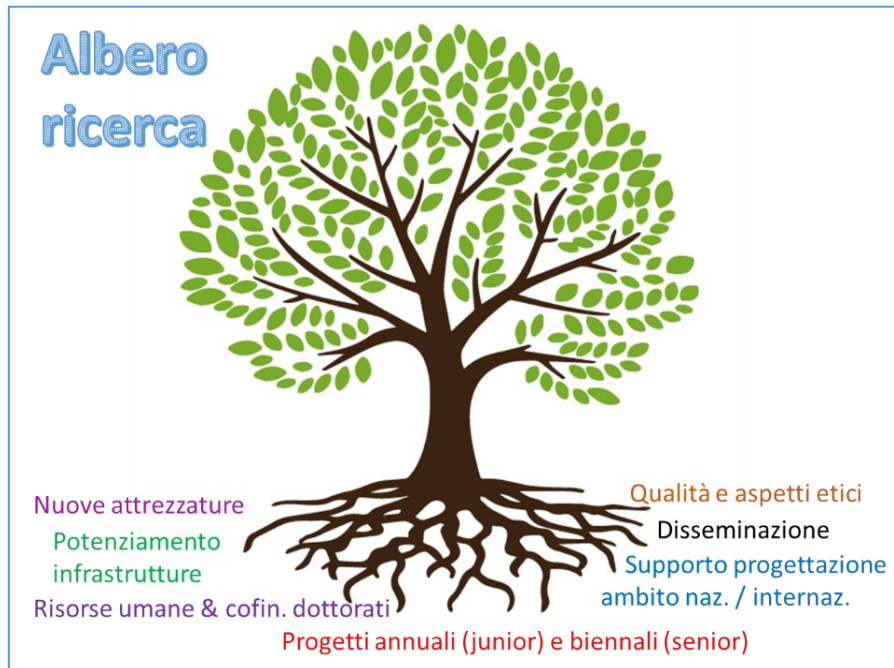 Albero
ricerca
Nuove attrezzature
Potenziamento
infrastrutture
Risorse umane & cofin. dottorati
Qualità e aspetti etici
Disseminazione
Supporto progettazione
ambito naz. / internaz.
Progetti annuali (junior) e biennali (senior)